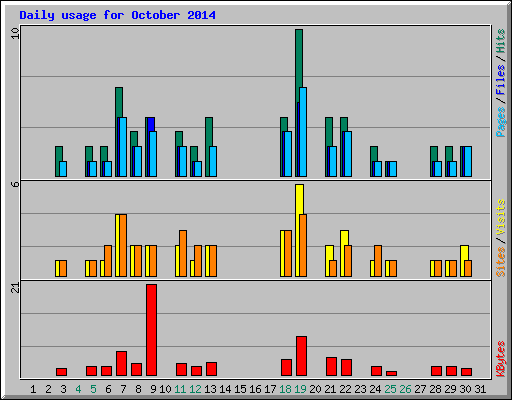 Daily usage for October 2014
10
Pages / Files / Hits
6
Sites / Visits
21
KBytes
1 2 3 4 5 6 7 8 9 10 11 12 13 14 15 16 17 18 19 20 21 22 23 24 25 26 27 28 29 30 31